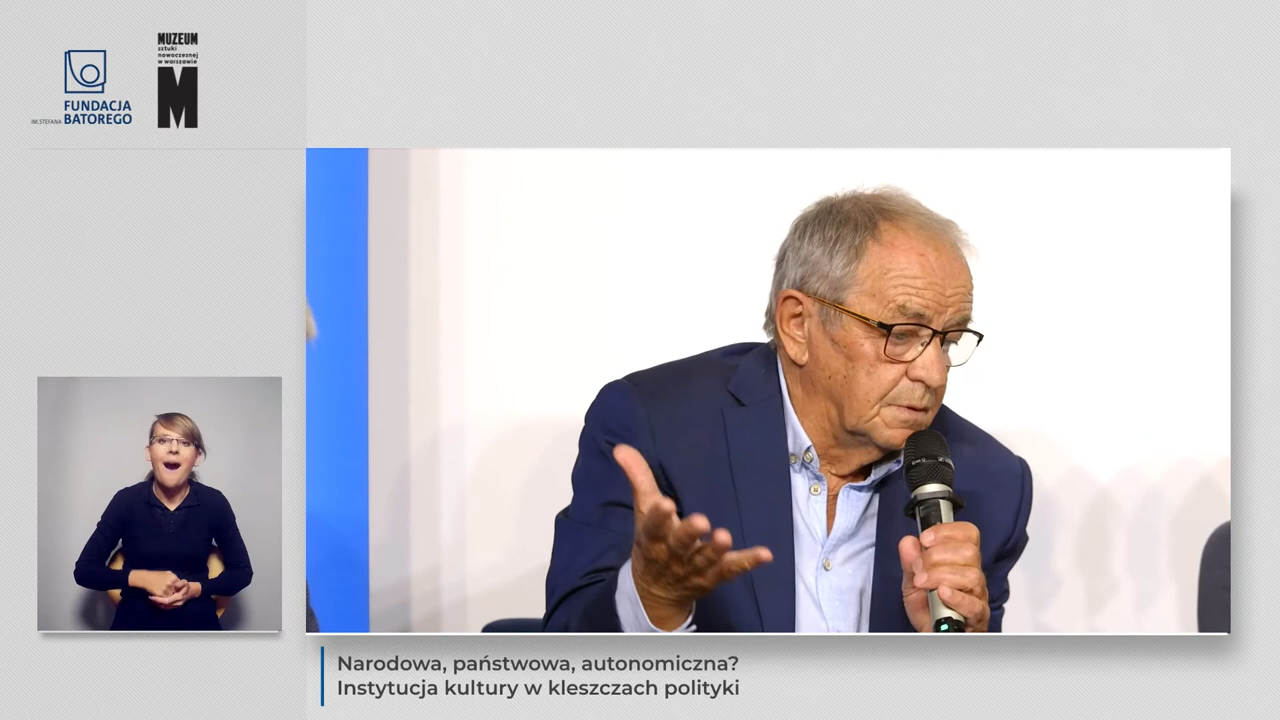 MUZEUM
sztuki
nowoczesnej
w warszawie
M
FUNDACJA
IM. STEFANA BATOREGO
Narodowa, państwowa, autonomiczna?
Instytucja kultury w kleszczach polityki